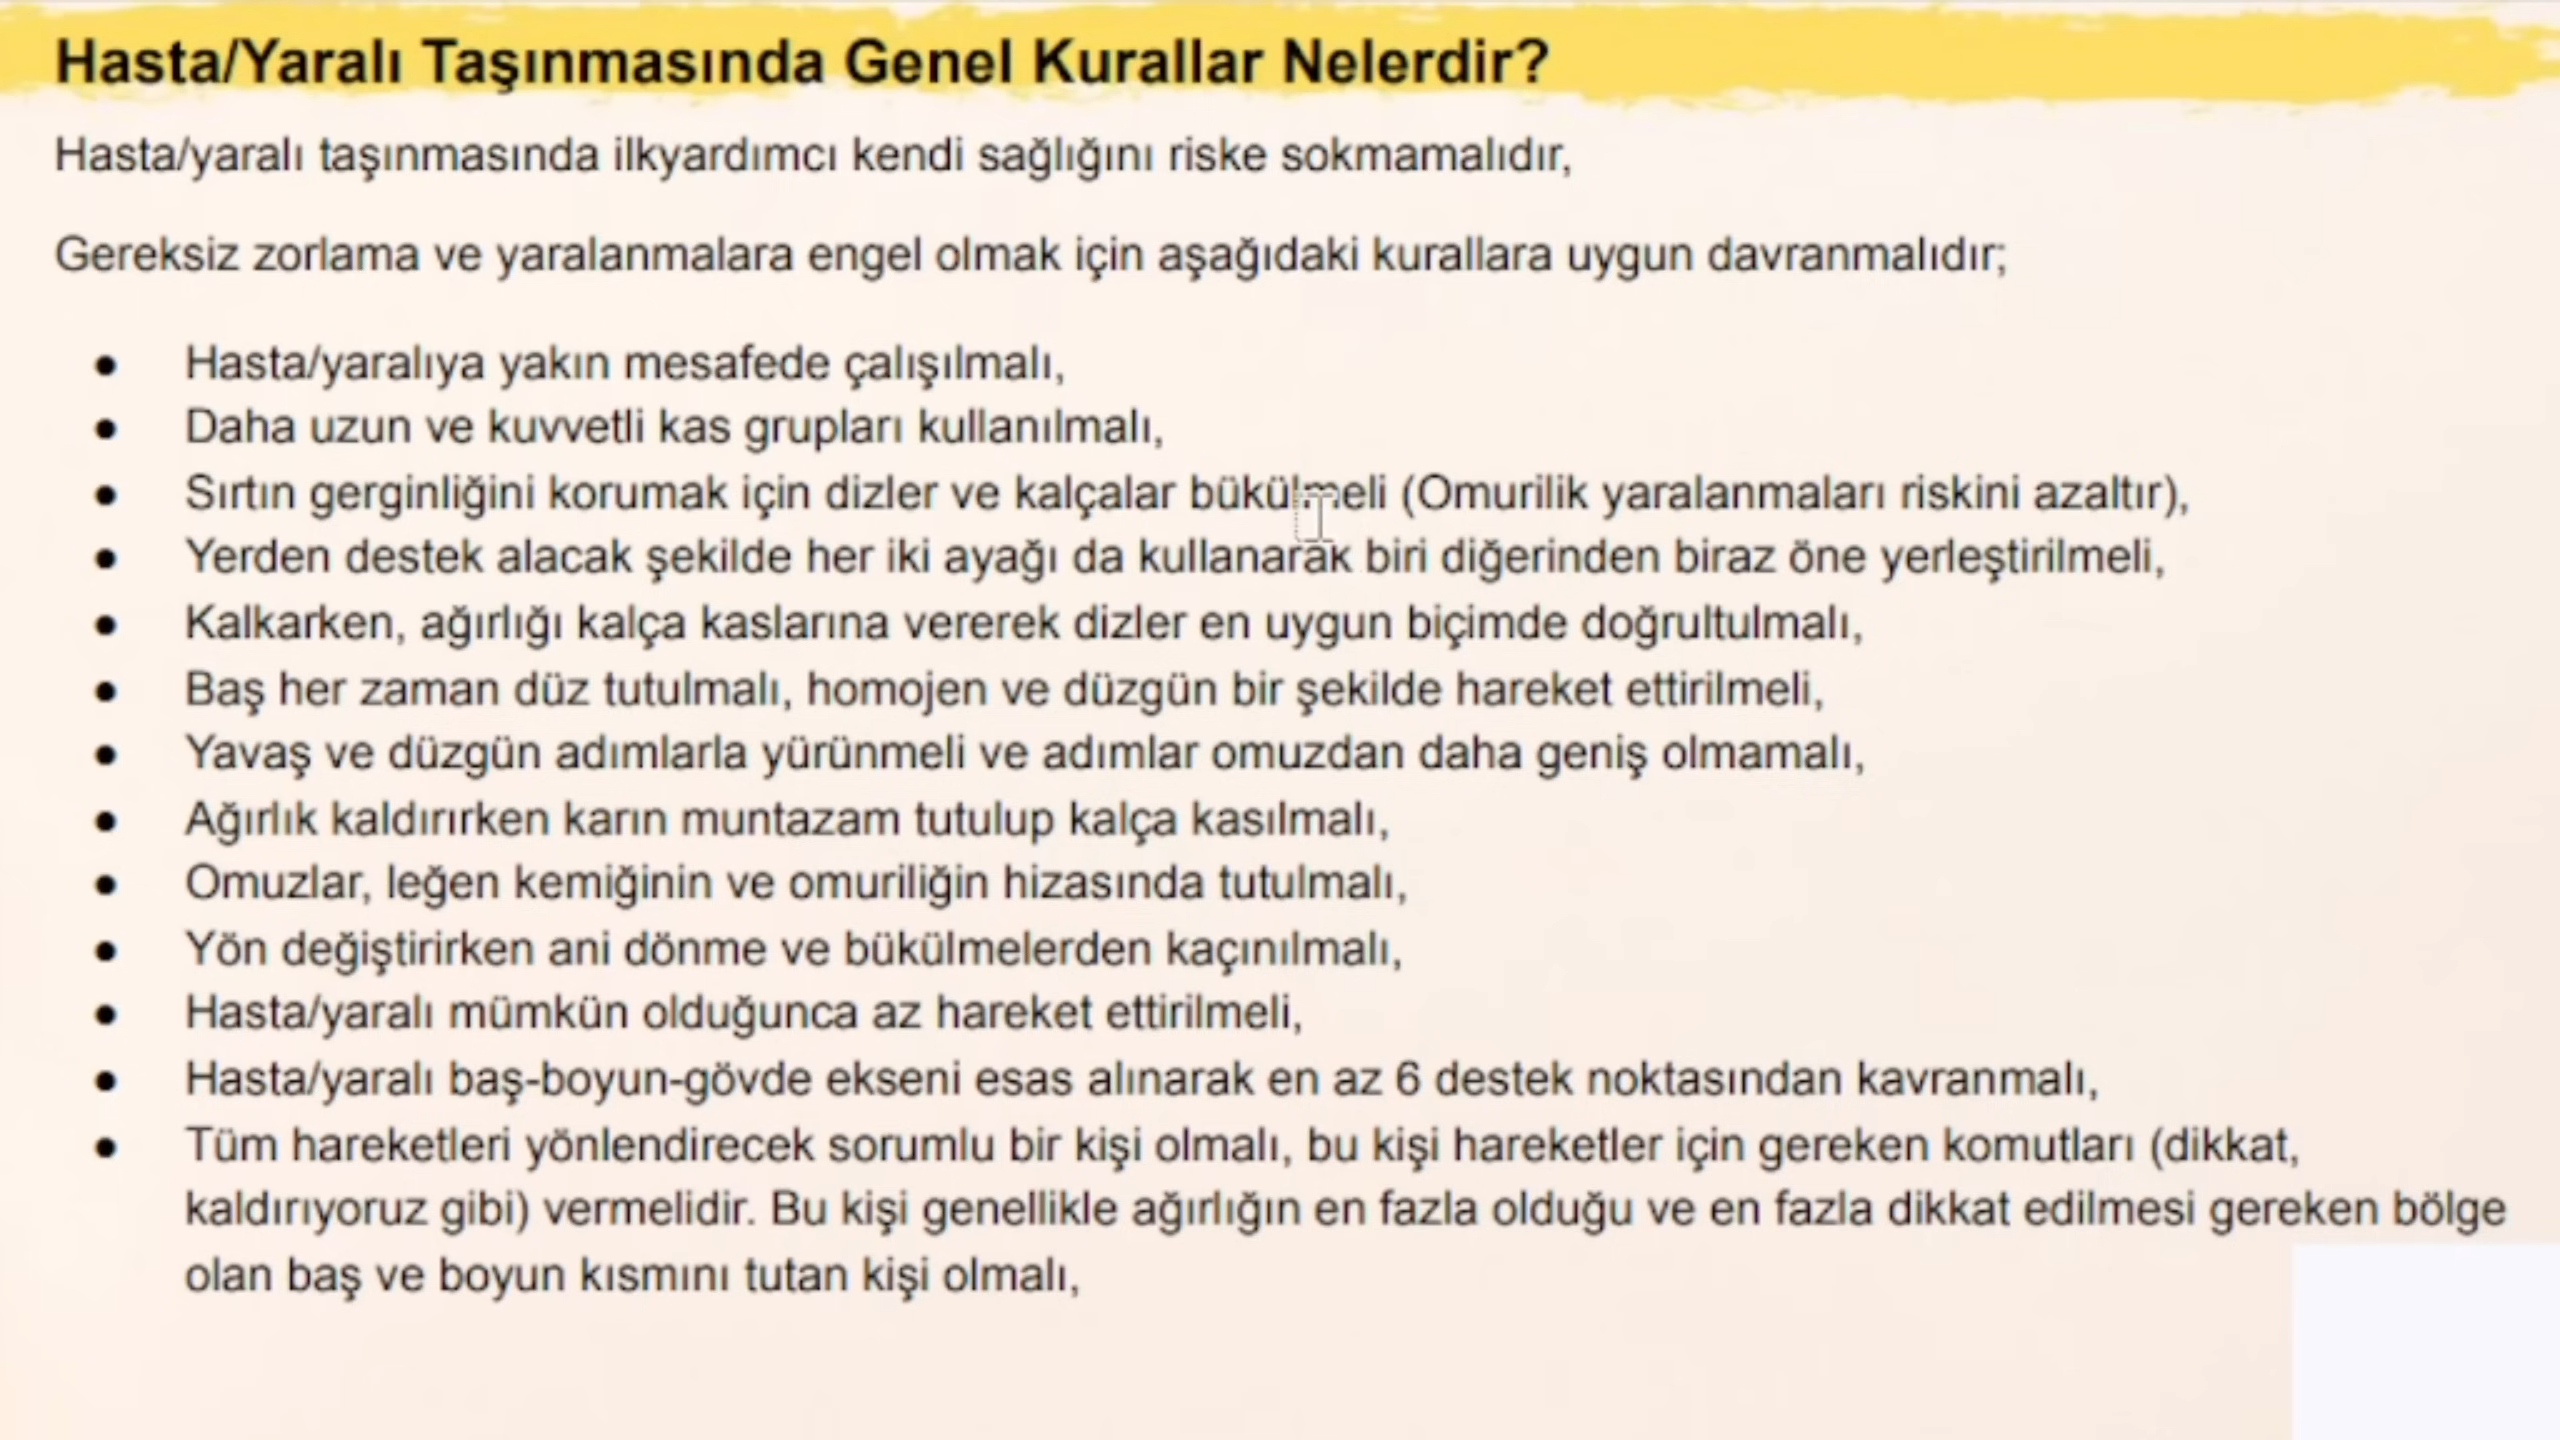 Hasta/Yaralı Taşınmasında Genel Kurallar Nelerdir?
Hasta/yaralı taşınmasında ilkyardımcı kendi sağlığını riske sokmamalıdır,
Gereksiz zorlama ve yaralanmalara engel olmak için aşağıdaki kurallara uygun davranmalıdır;
● Hasta/yaralıya yakın mesafede çalışılmalı,
● Daha uzun ve kuvvetli kas grupları kullanılmalı,
● Sırtın gerginliğini korumak için dizler ve kalçalar bükülmeli (Omurilik yaralanmaları riskini azaltır),
● Yerden destek alacak şekilde her iki ayağı da kullanarak biri diğerinden biraz öne yerleştirilmeli,
● Kalkarken, ağırlığı kalça kaslarına vererek dizler en uygun biçimde doğrultulmalı,
● Baş her zaman düz tutulmalı, homojen ve düzgün bir şekilde hareket ettirilmeli,
● Yavaş ve düzgün adımlarla yürünmeli ve adımlar omuzdan daha geniş olmamalı,
● Ağırlık kaldırırken karın muntazam tutulup kalça kasılmalı,
● Omuzlar, leğen kemiğinin ve omuriliğin hizasında tutulmalı,
● Yön değiştirirken ani dönme ve bükülmelerden kaçınılmalı,
● Hasta/yaralı mümkün olduğunca az hareket ettirilmeli,
● Hasta/yaralı baş-boyun-gövde ekseni esas alınarak en az 6 destek noktasından kavranmalı,
● Tüm hareketleri yönlendirecek sorumlu bir kişi olmalı, bu kişi hareketler için gereken komutları (dikkat,
kaldırıyoruz gibi) vermelidir. Bu kişi genellikle ağırlığın en fazla olduğu ve en fazla dikkat edilmesi gereken bölge
olan baş ve boyun kısmını tutan kişi olmalı,